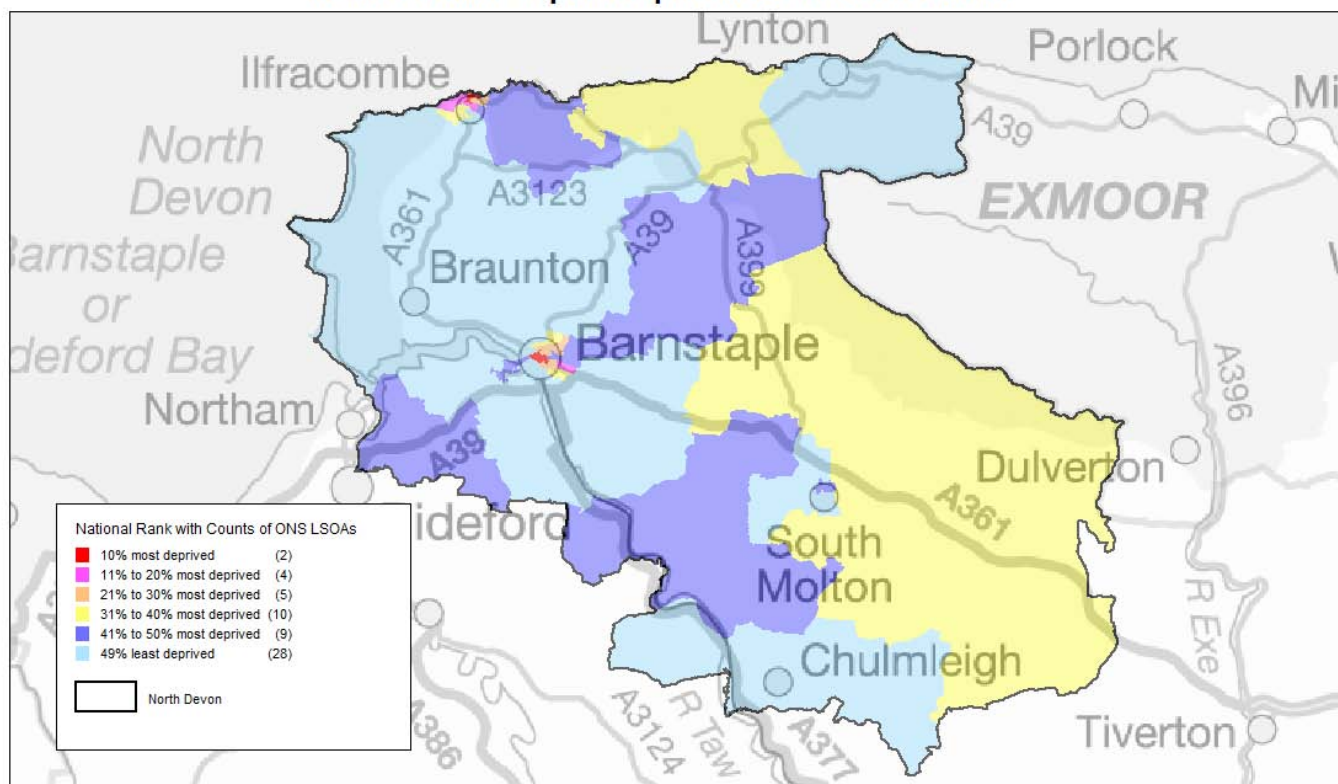 Lynton
Porlock
Ilfracombe
A39
North
Devon
A3123
EXMOOR
A361
A39
A399
Barnstaple
or
Braunton
Barnstaple
Northam
A396
A39
Dulverton
A361
National Rank with Counts of ONS LSOAs
10% most deprived (2)
11% to 20% most deprived (4)
21% to 30% most deprived (5)
31% to 40% most deprived (10)
41% to 50% most deprived (9)
49% least deprived (28)
North Devon
ideford
South
Molton
R Exe
Chulmleigh
A386
A3124
R Taw
A377
Tiverton